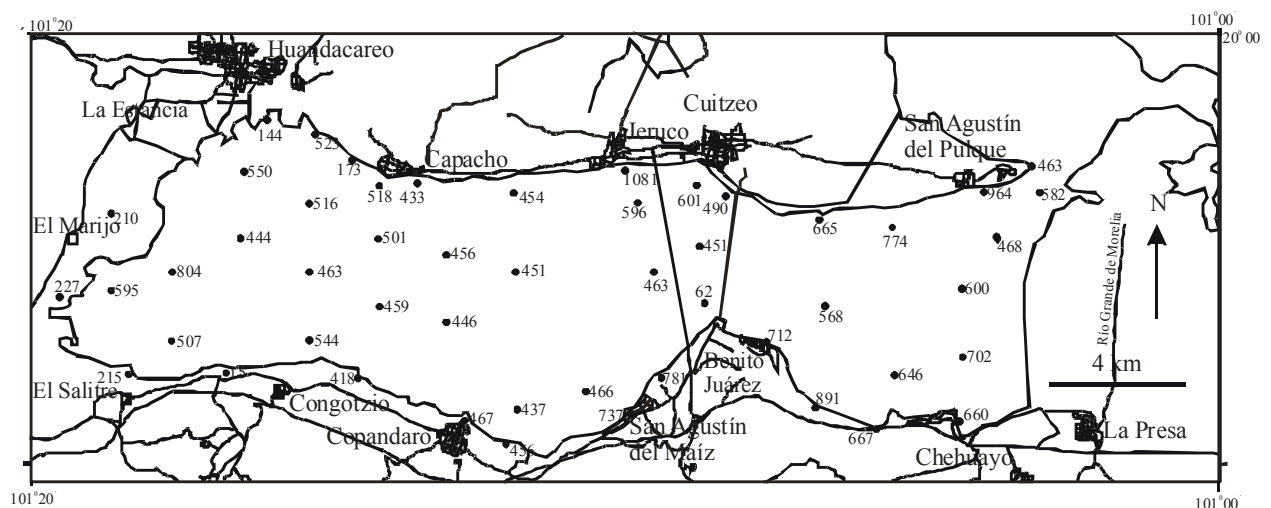 101°20'
101°00'
20°00'
Huandacareo
La Estancia
144
523
Cuitzeo
Jeruco
Capacho
San Agustín
del Pulque
463
550
173
518
433
454
1081
601
490
596
964
582
516
210
El Marijo
444
501
456
451
665
774
468
N
804
463
451
463
227
595
459
446
62
568
600
Río Grande de Morelia
507
544
712
702
4 km
215
15
418
781
Benito
Juárez
646
El Salitre
Congotzio
466
437
737
891
467
Copandaro
456
San Agustín
del Maíz
667
660
La Presa
Chehuayo
101°20'
101°00'